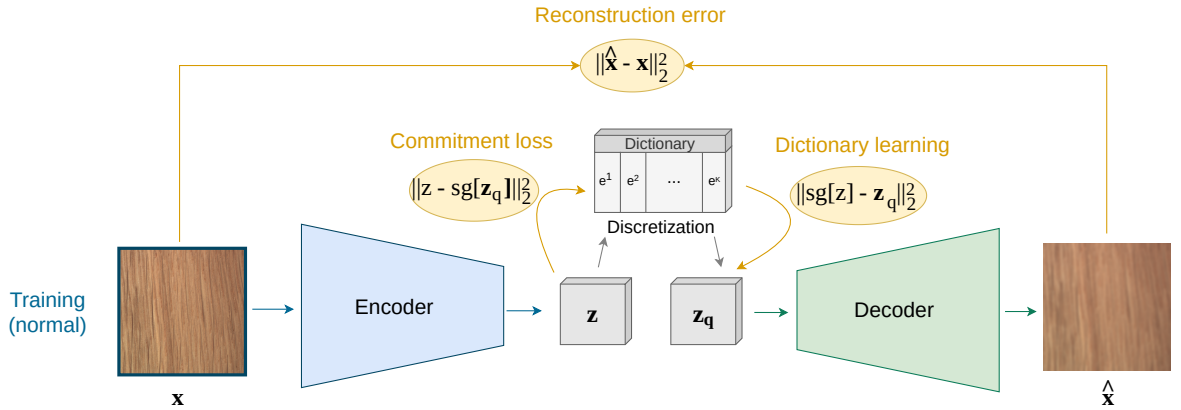 Reconstruction error
||x̂ - x||₂²
Commitment loss
||z - sg[z_q]||₂²
Dictionary
e¹ e² ... eᴷ
Discretization
Dictionary learning
||sg[z] - z_q||₂²
Training
(normal)
x
Encoder
z
z_q
Decoder
x̂